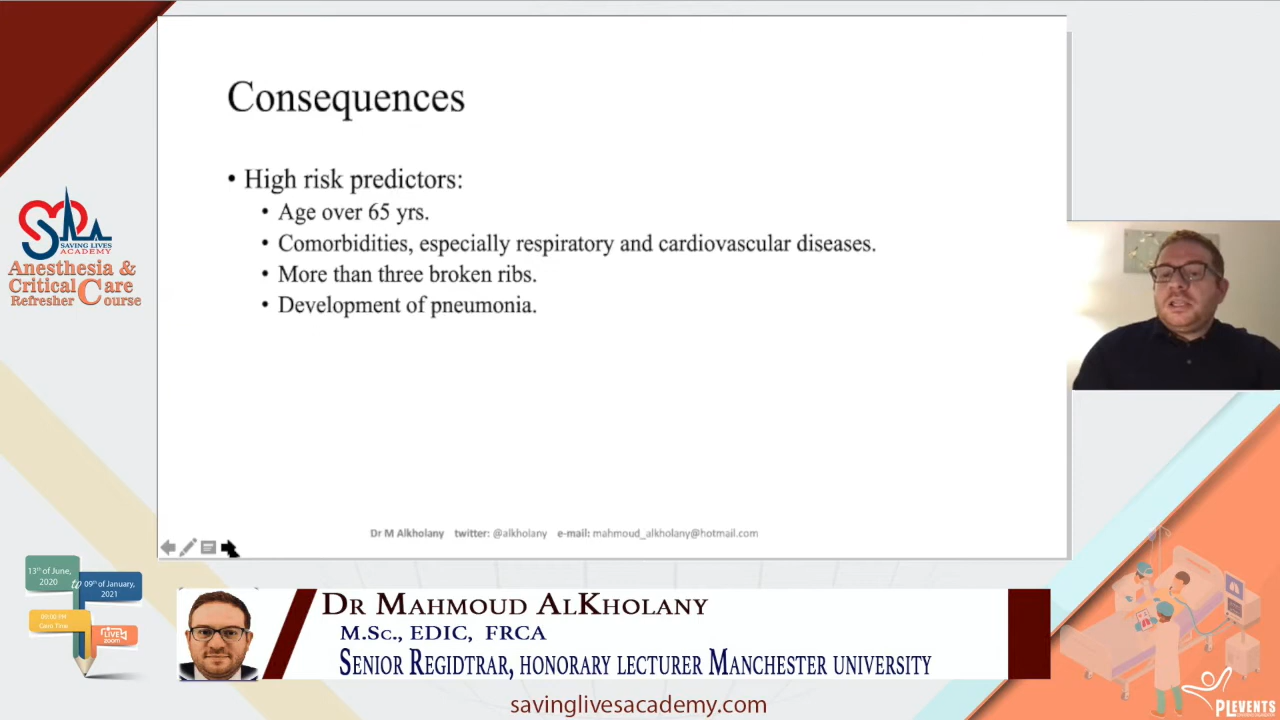 Consequences
• High risk predictors:
• Age over 65 yrs.
• Comorbidities, especially respiratory and cardiovascular diseases.
• More than three broken ribs.
• Development of pneumonia.
Dr M Alkholany twitter: @alkholany e-mail: mahmoud_alkholany@hotmail.com
SAVING LIVES
ACADEMY
Anesthesia &
Critical Care
Refresher Course
13th of June,
2020
to 09th of January,
2021
LIVE
zoom
DR MAHMOUD ALKHOLANY
M.SC., EDIC, FRCA
SENIOR REGIDTRAR, HONORARY LECTURER MANCHESTER UNIVERSITY
savinglivesacademy.com
PLEVENTS